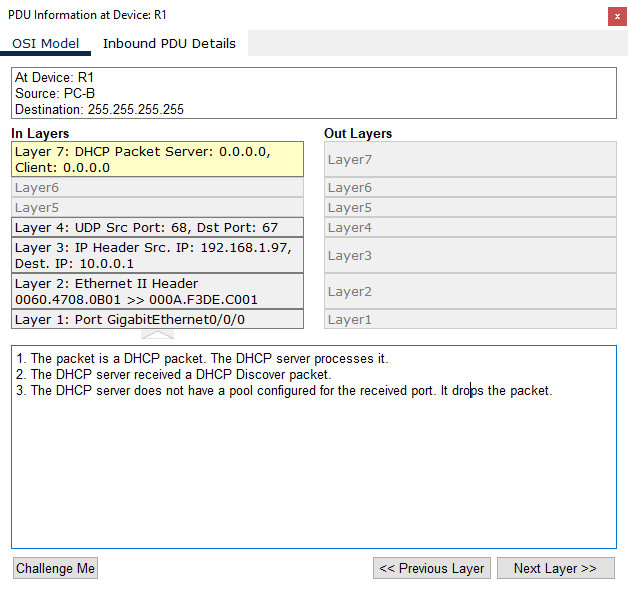 PDU Information at Device: R1
x
OSI Model Inbound PDU Details
At Device: R1
Source: PC-B
Destination: 255.255.255.255
In Layers
Layer 7: DHCP Packet Server: 0.0.0.0,
Client: 0.0.0.0
Layer6
Layer5
Layer 4: UDP Src Port: 68, Dst Port: 67
Layer 3: IP Header Src. IP: 192.168.1.97,
Dest. IP: 10.0.0.1
Layer 2: Ethernet II Header
0060.4708.0B01 >> 000A.F3DE.C001
Layer 1: Port GigabitEthernet0/0/0
Out Layers
Layer7
Layer6
Layer5
Layer4
Layer3
Layer2
Layer1
1. The packet is a DHCP packet. The DHCP server processes it.
2. The DHCP server received a DHCP Discover packet.
3. The DHCP server does not have a pool configured for the received port. It drops the packet.
Challenge Me
<< Previous Layer
Next Layer >>